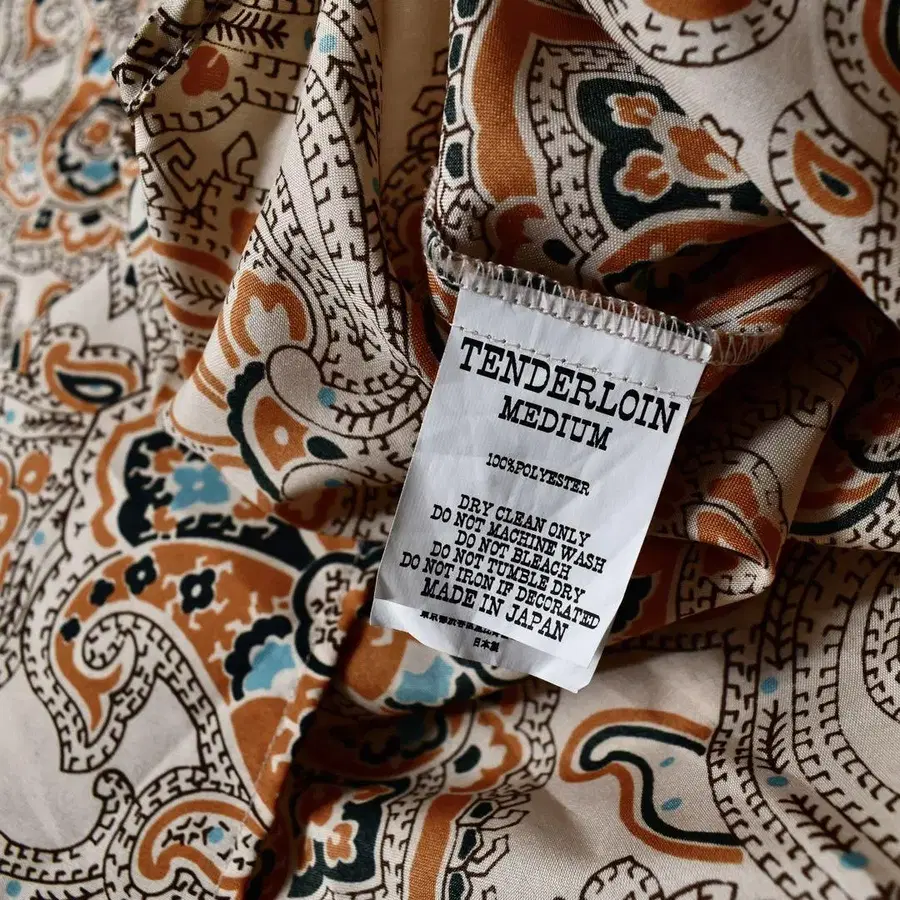 TENDERLOIN
MEDIUM
100%POLYESTER
DRY CLEAN ONLY
DO NOT MACHINE WASH
DO NOT BLEACH
DO NOT TUMBLE DRY
DO NOT IRON IF DECORATED
MADE IN JAPAN
日本製